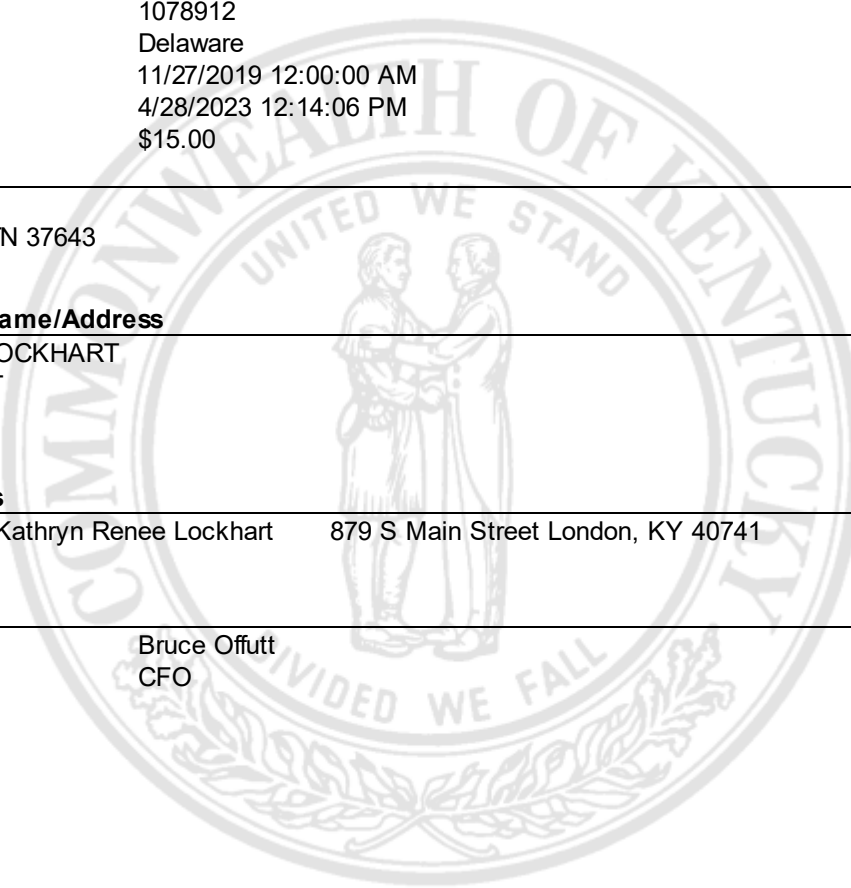 1078912
Delaware
11/27/2019 12:00:00 AM
4/28/2023 12:14:06 PM
$15.00
N 37643
ame/Address
OCKHART
s
Kathryn Renee Lockhart 879 S Main Street London, KY 40741
Bruce Offutt
CFO
COMMONWEALTH OF KENTUCKY
UNITED WE STAND
DIVIDED WE FALL